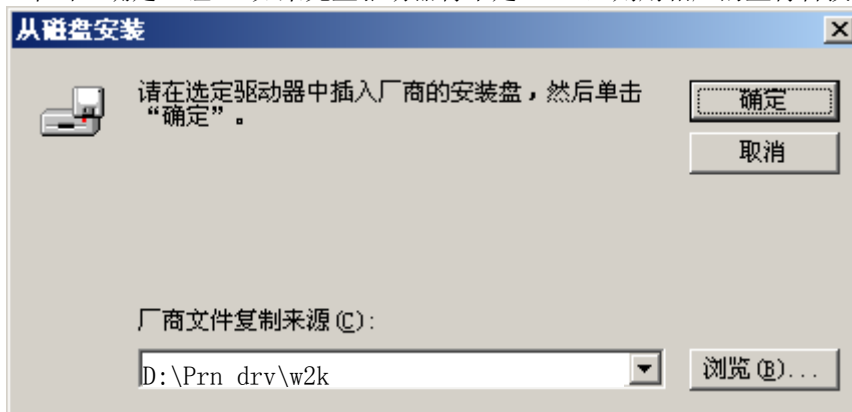 从磁盘安装
请在选定驱动器中插入厂商的安装盘，然后单击
“确定”。
确定
取消
厂商文件复制来源(C):
D:\Prn drv\w2k
浏览(B)...